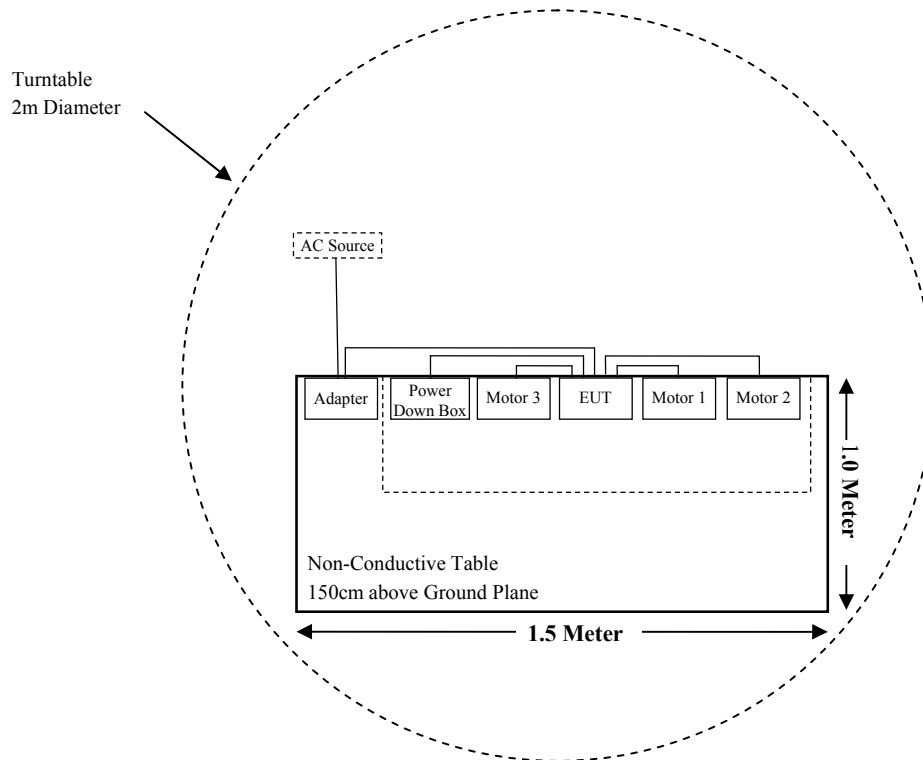 Turntable
2m Diameter
AC Source
Adapter
Power
Down Box
Motor 3
EUT
Motor 1
Motor 2
1.0 Meter
Non-Conductive Table
150cm above Ground Plane
1.5 Meter